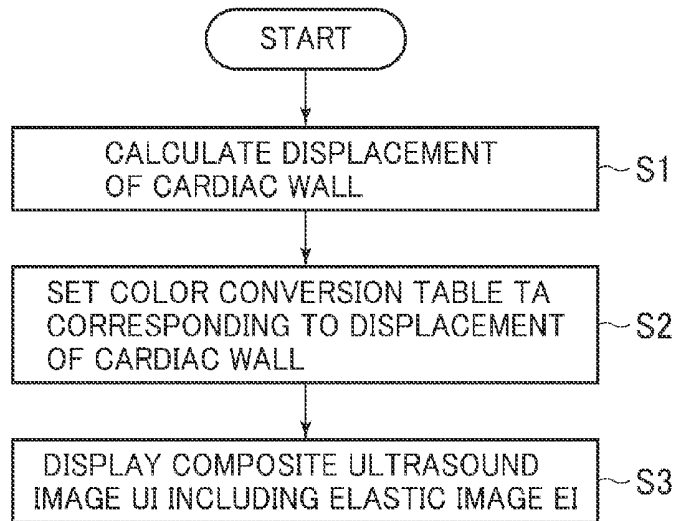 START
CALCULATE DISPLACEMENT
OF CARDIAC WALL
S1
SET COLOR CONVERSION TABLE TA
CORRESPONDING TO DISPLACEMENT
OF CARDIAC WALL
S2
DISPLAY COMPOSITE ULTRASOUND
IMAGE UI INCLUDING ELASTIC IMAGE EI
S3